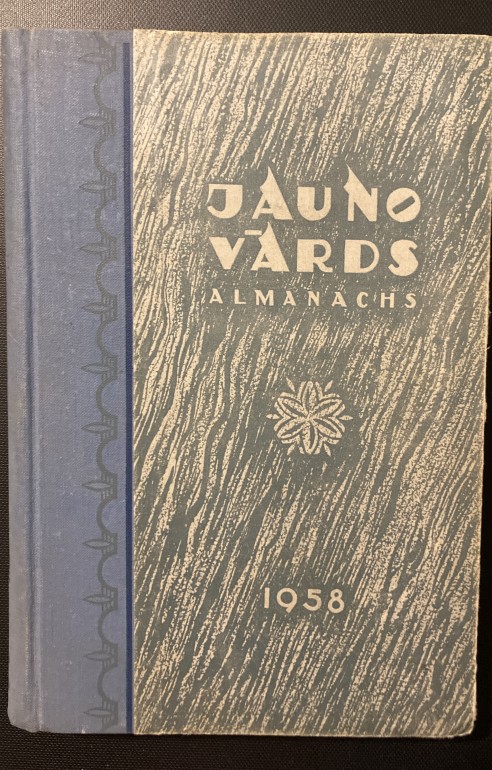 JAUNO
VĀRDS
ALMANACHS
1958